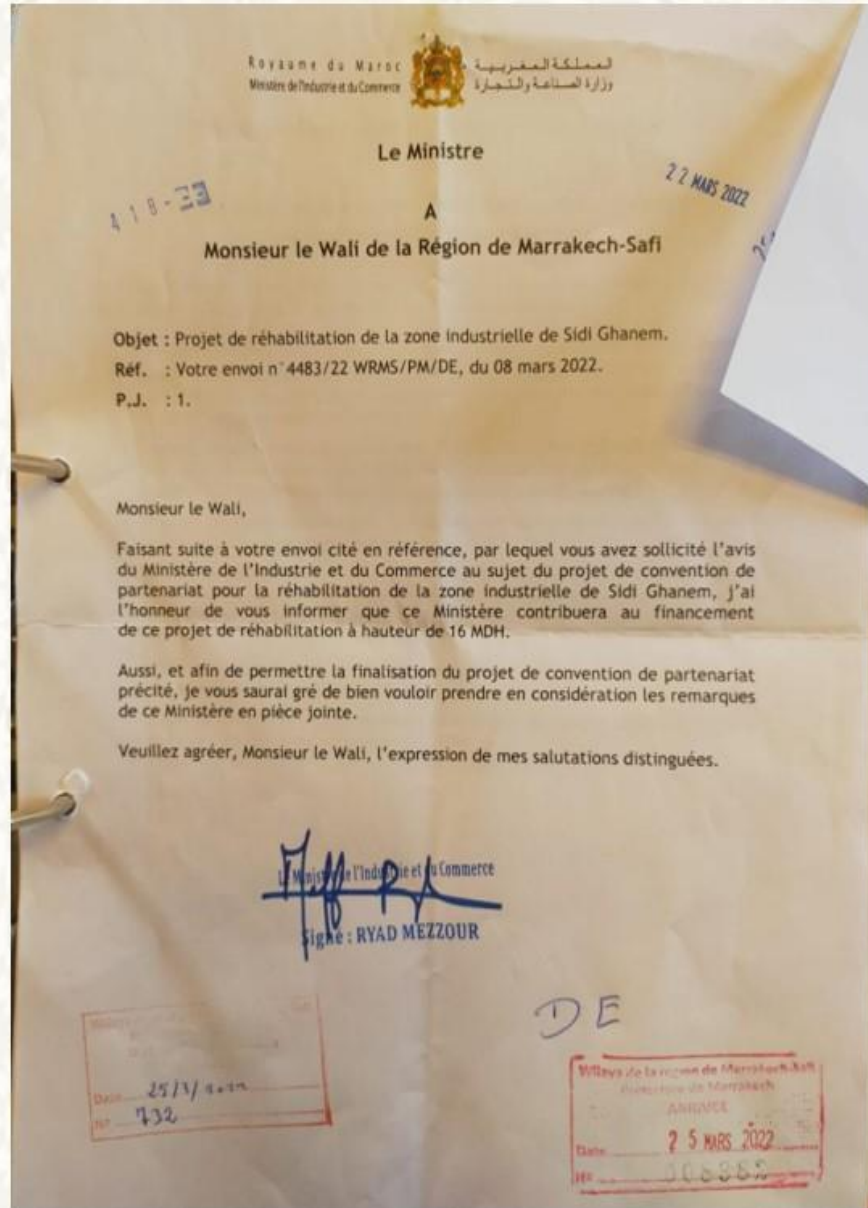 Royaume du Maroc
Ministère de l'Industrie et du Commerce
المملكة المغربية
وزارة الصناعة والتجارة
Le Ministre
22 MARS 2022
418-
A
Monsieur le Wali de la Région de Marrakech-Safi
Objet : Projet de réhabilitation de la zone industrielle de Sidi Ghanem.
Réf. : Votre envoi n°4483/22 WRMS/PM/DE, du 08 mars 2022.
P.J. : 1.
Monsieur le Wali,
Faisant suite à votre envoi cité en référence, par lequel vous avez sollicité l'avis
du Ministère de l'Industrie et du Commerce au sujet du projet de convention de
partenariat pour la réhabilitation de la zone industrielle de Sidi Ghanem, j'ai
l'honneur de vous informer que ce Ministère contribuera au financement
de ce projet de réhabilitation à hauteur de 16 MDH.
Aussi, et afin de permettre la finalisation du projet de convention de partenariat
précité, je vous saurai gré de bien vouloir prendre en considération les remarques
de ce Ministère en pièce jointe.
Veuillez agréer, Monsieur le Wali, l'expression de mes salutations distinguées.
Le Ministre de l'Industrie et du Commerce
Signé : RYAD MEZZOUR
DE
Date 25/3/2022
N° 732
Wilaya de la région de Marrakech-Safi
Préfecture de Marrakech
ARRIVEE
Date 25 MARS 2022
N°